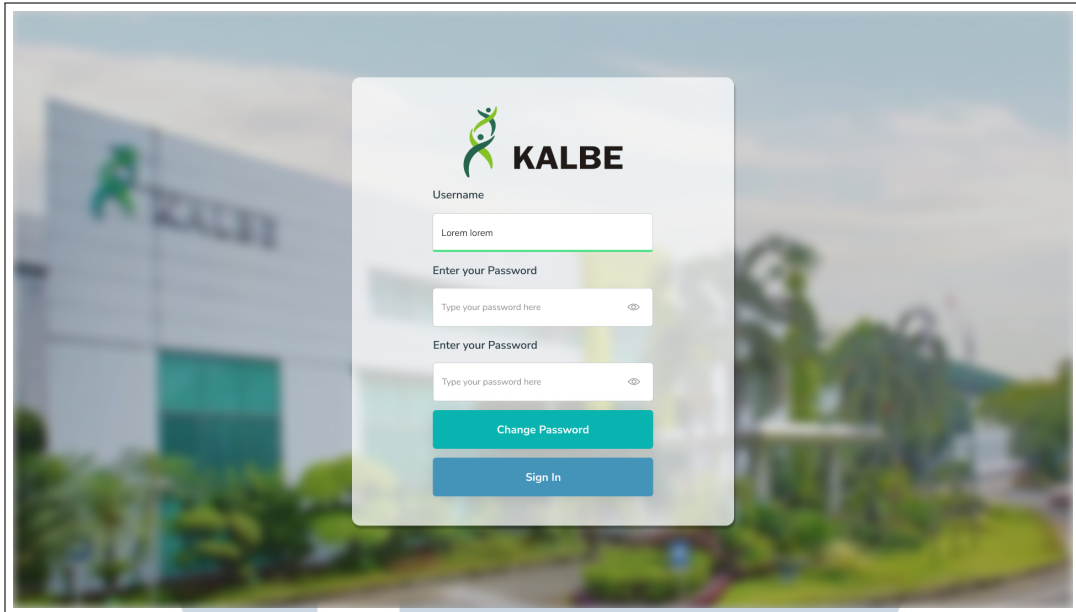 KALBE
KALBE
Username
Lorem lorem
Enter your Password
Type your password here
Enter your Password
Type your password here
Change Password
Sign In